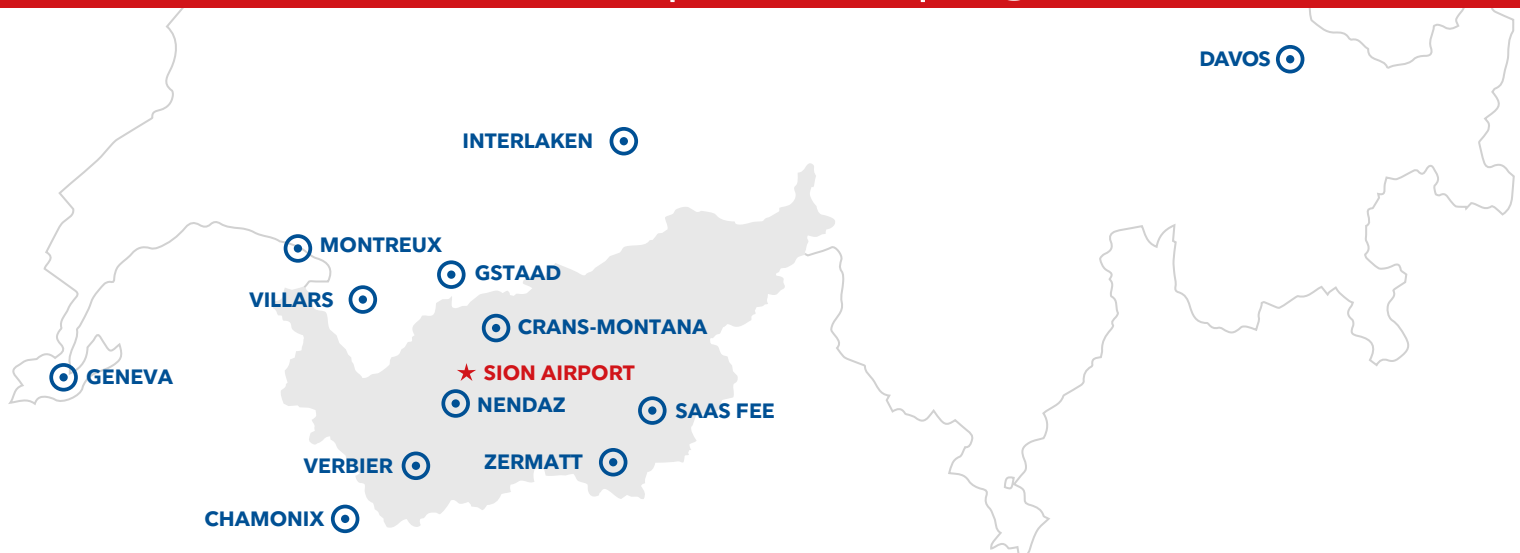 DAVOS
INTERLAKEN
MONTREUX
GSTAAD
VILLARS
CRANS-MONTANA
SION AIRPORT
GENEVA
NENDAZ
SAAS FEE
VERBIER
ZERMATT
CHAMONIX